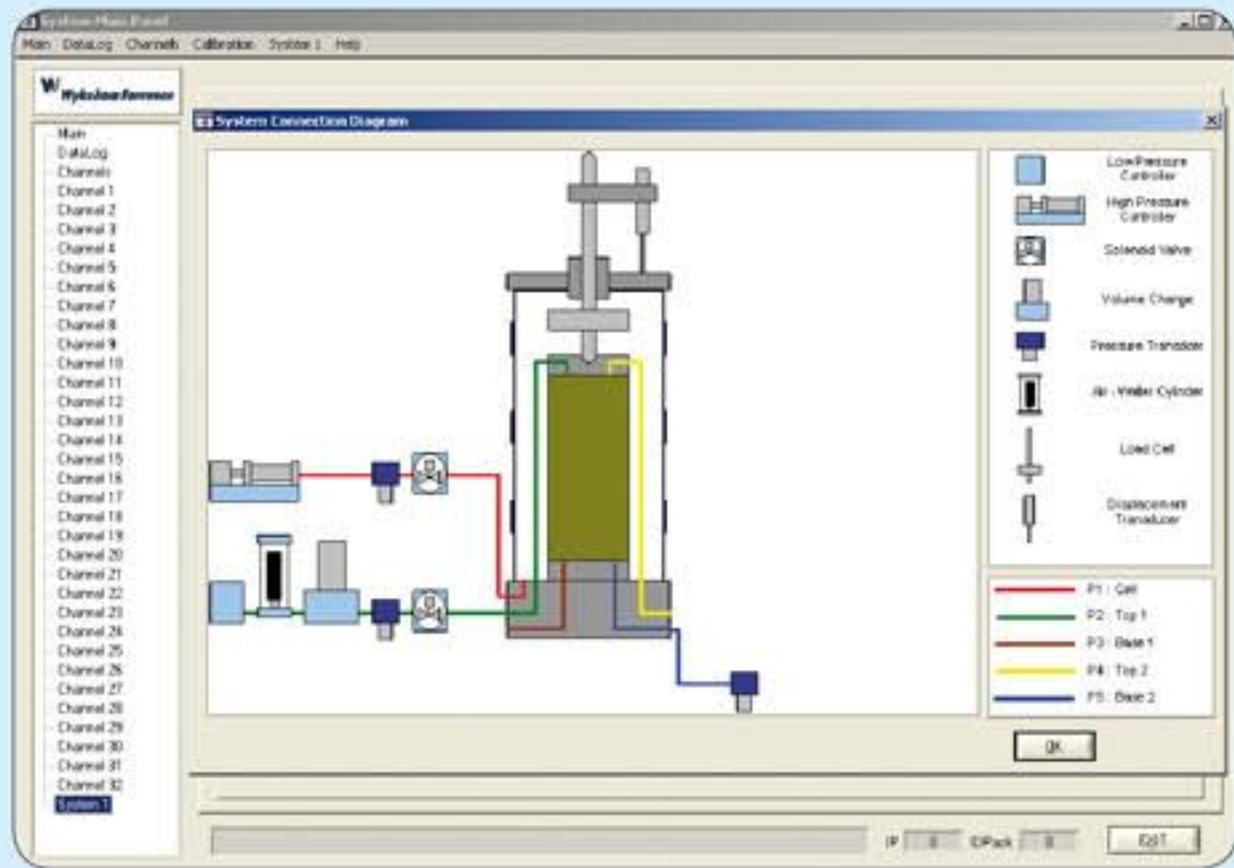 System Main Panel
Main DataLog Channels Calibration System 1 Help
Wykeham Farrance
System Connection Diagram
Main
DataLog
Channels
Channel 1
Channel 2
Channel 3
Channel 4
Channel 5
Channel 6
Channel 7
Channel 8
Channel 9
Channel 10
Channel 11
Channel 12
Channel 13
Channel 14
Channel 15
Channel 16
Channel 17
Channel 18
Channel 19
Channel 20
Channel 21
Channel 22
Channel 23
Channel 24
Channel 25
Channel 26
Channel 27
Channel 28
Channel 29
Channel 30
Channel 31
Channel 32
System 1
Low Pressure
Controller
High Pressure
Controller
Solenoid Valve
Volume Change
Pressure Transducer
Air - Water Cylinder
Load Cell
Displacement
Transducer
P1 : Cell
P2 : Top 1
P3 : Base 1
P4 : Top 2
P5 : Base 2
OK
EXIT